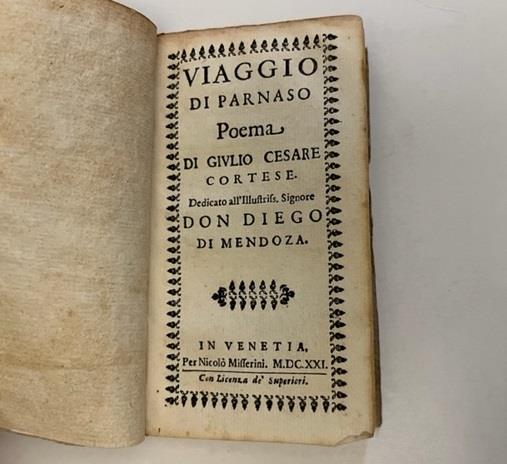 VIAGGIO
DI PARNASO
Poema
DI GIVLIO CESARE
CORTESE.
Dedicato all'Illustriss. Signore
DON DIEGO
DI MENDOZA.
IN VENETIA,
Per Nicolò Misserini. M.DC.XXI.
Con Licenza de' Superiori.